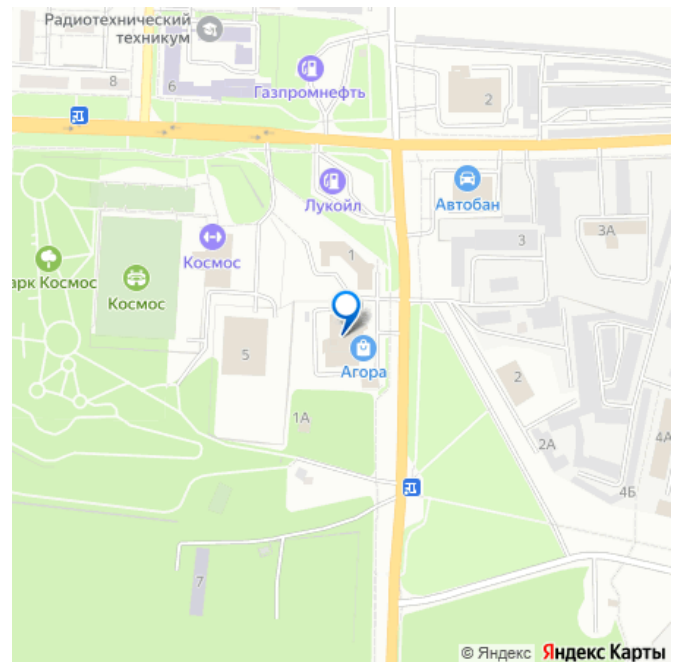 Радиотехнический
техникум
Газпромнефть
8
6
2
Лукойл
Автобан
3
3А
Космос
1
арк Космос
Космос
5
Агора
2
1А
2А
4А
4Б
7
© Яндекс Яндекс Карты